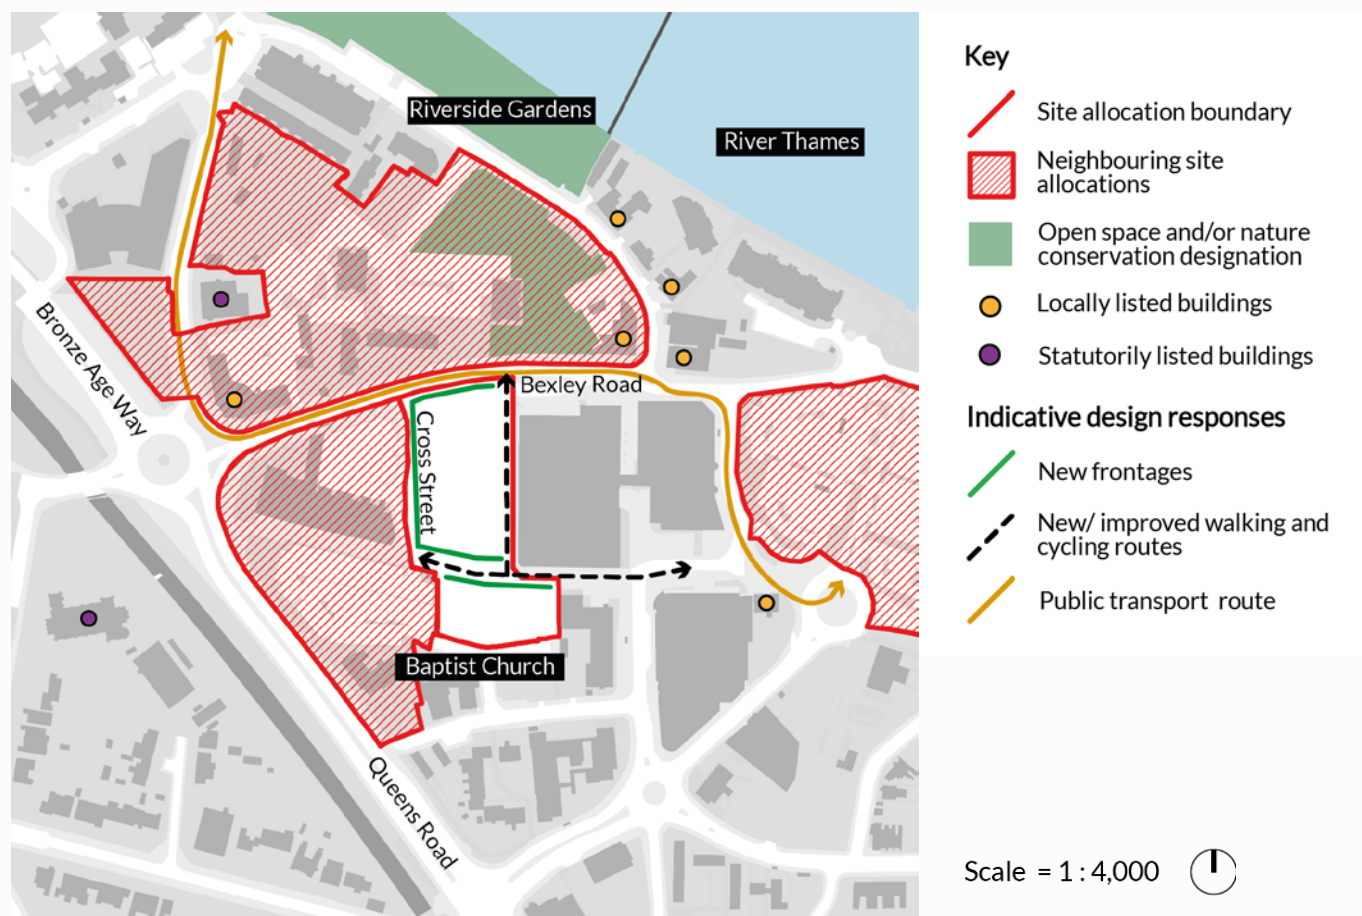 Riverside Gardens
River Thames
Bronze Age Way
Bexley Road
Cross Street
Baptist Church
Queens Road
Key
Site allocation boundary
Neighbouring site
allocations
Open space and/or nature
conservation designation
Locally listed buildings
Statutorily listed buildings
Indicative design responses
New frontages
New/ improved walking and
cycling routes
Public transport route
Scale = 1 : 4,000